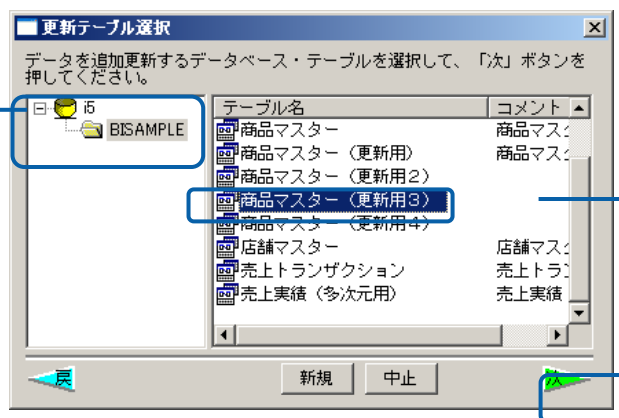 更新テーブル選択
データを追加更新するデータベース・テーブルを選択して、「次」ボタンを
押してください。
i5
BISAMPLE
テーブル名 コメント
商品マスター 商品マス
商品マスター（更新用） 商品マス
商品マスター（更新用２）
商品マスター（更新用３）
商品マスター（更新用４）
店舗マスター 店舗マス
売上トランザクション 売上トラ
売上実績（多次元用） 売上実績
戻 新規 中止 次